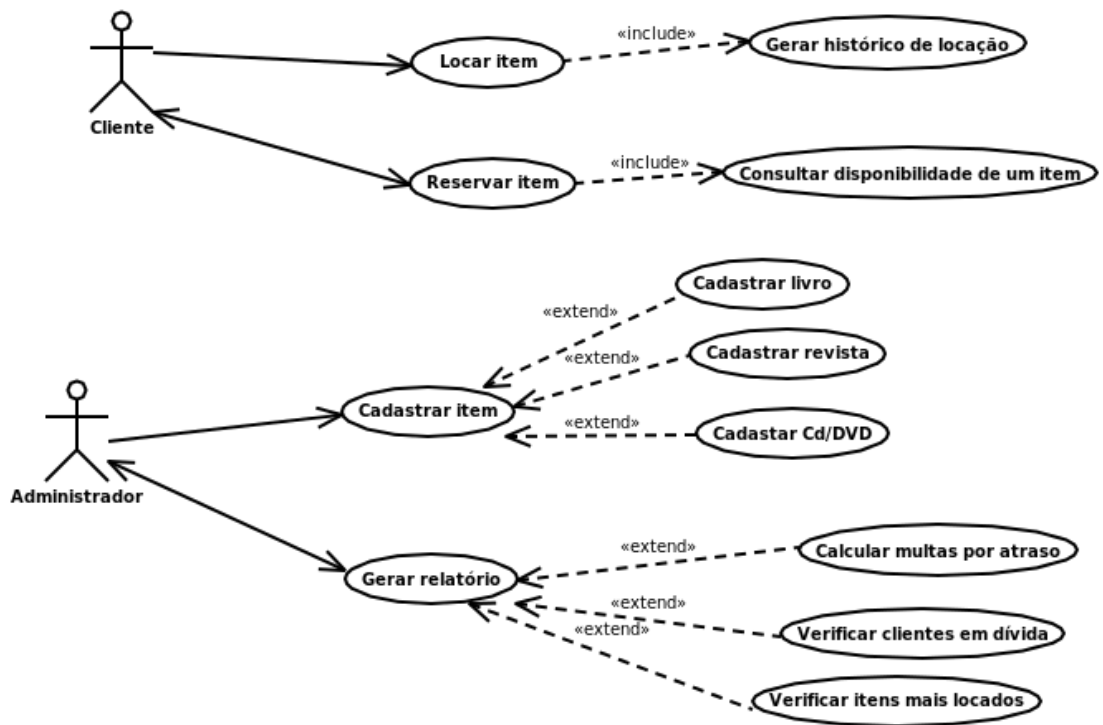 «include»
Gerar histórico de locação
Locar item
Cliente
«include»
Reservar item
Consultar disponibilidade de um item
Cadastrar livro
«extend»
Cadastrar revista
«extend»
Cadastrar item
«extend»
Cadastar Cd/DVD
Administrador
«extend»
Calcular multas por atraso
Gerar relatório
«extend»
«extend»
Verificar clientes em dívida
Verificar itens mais locados